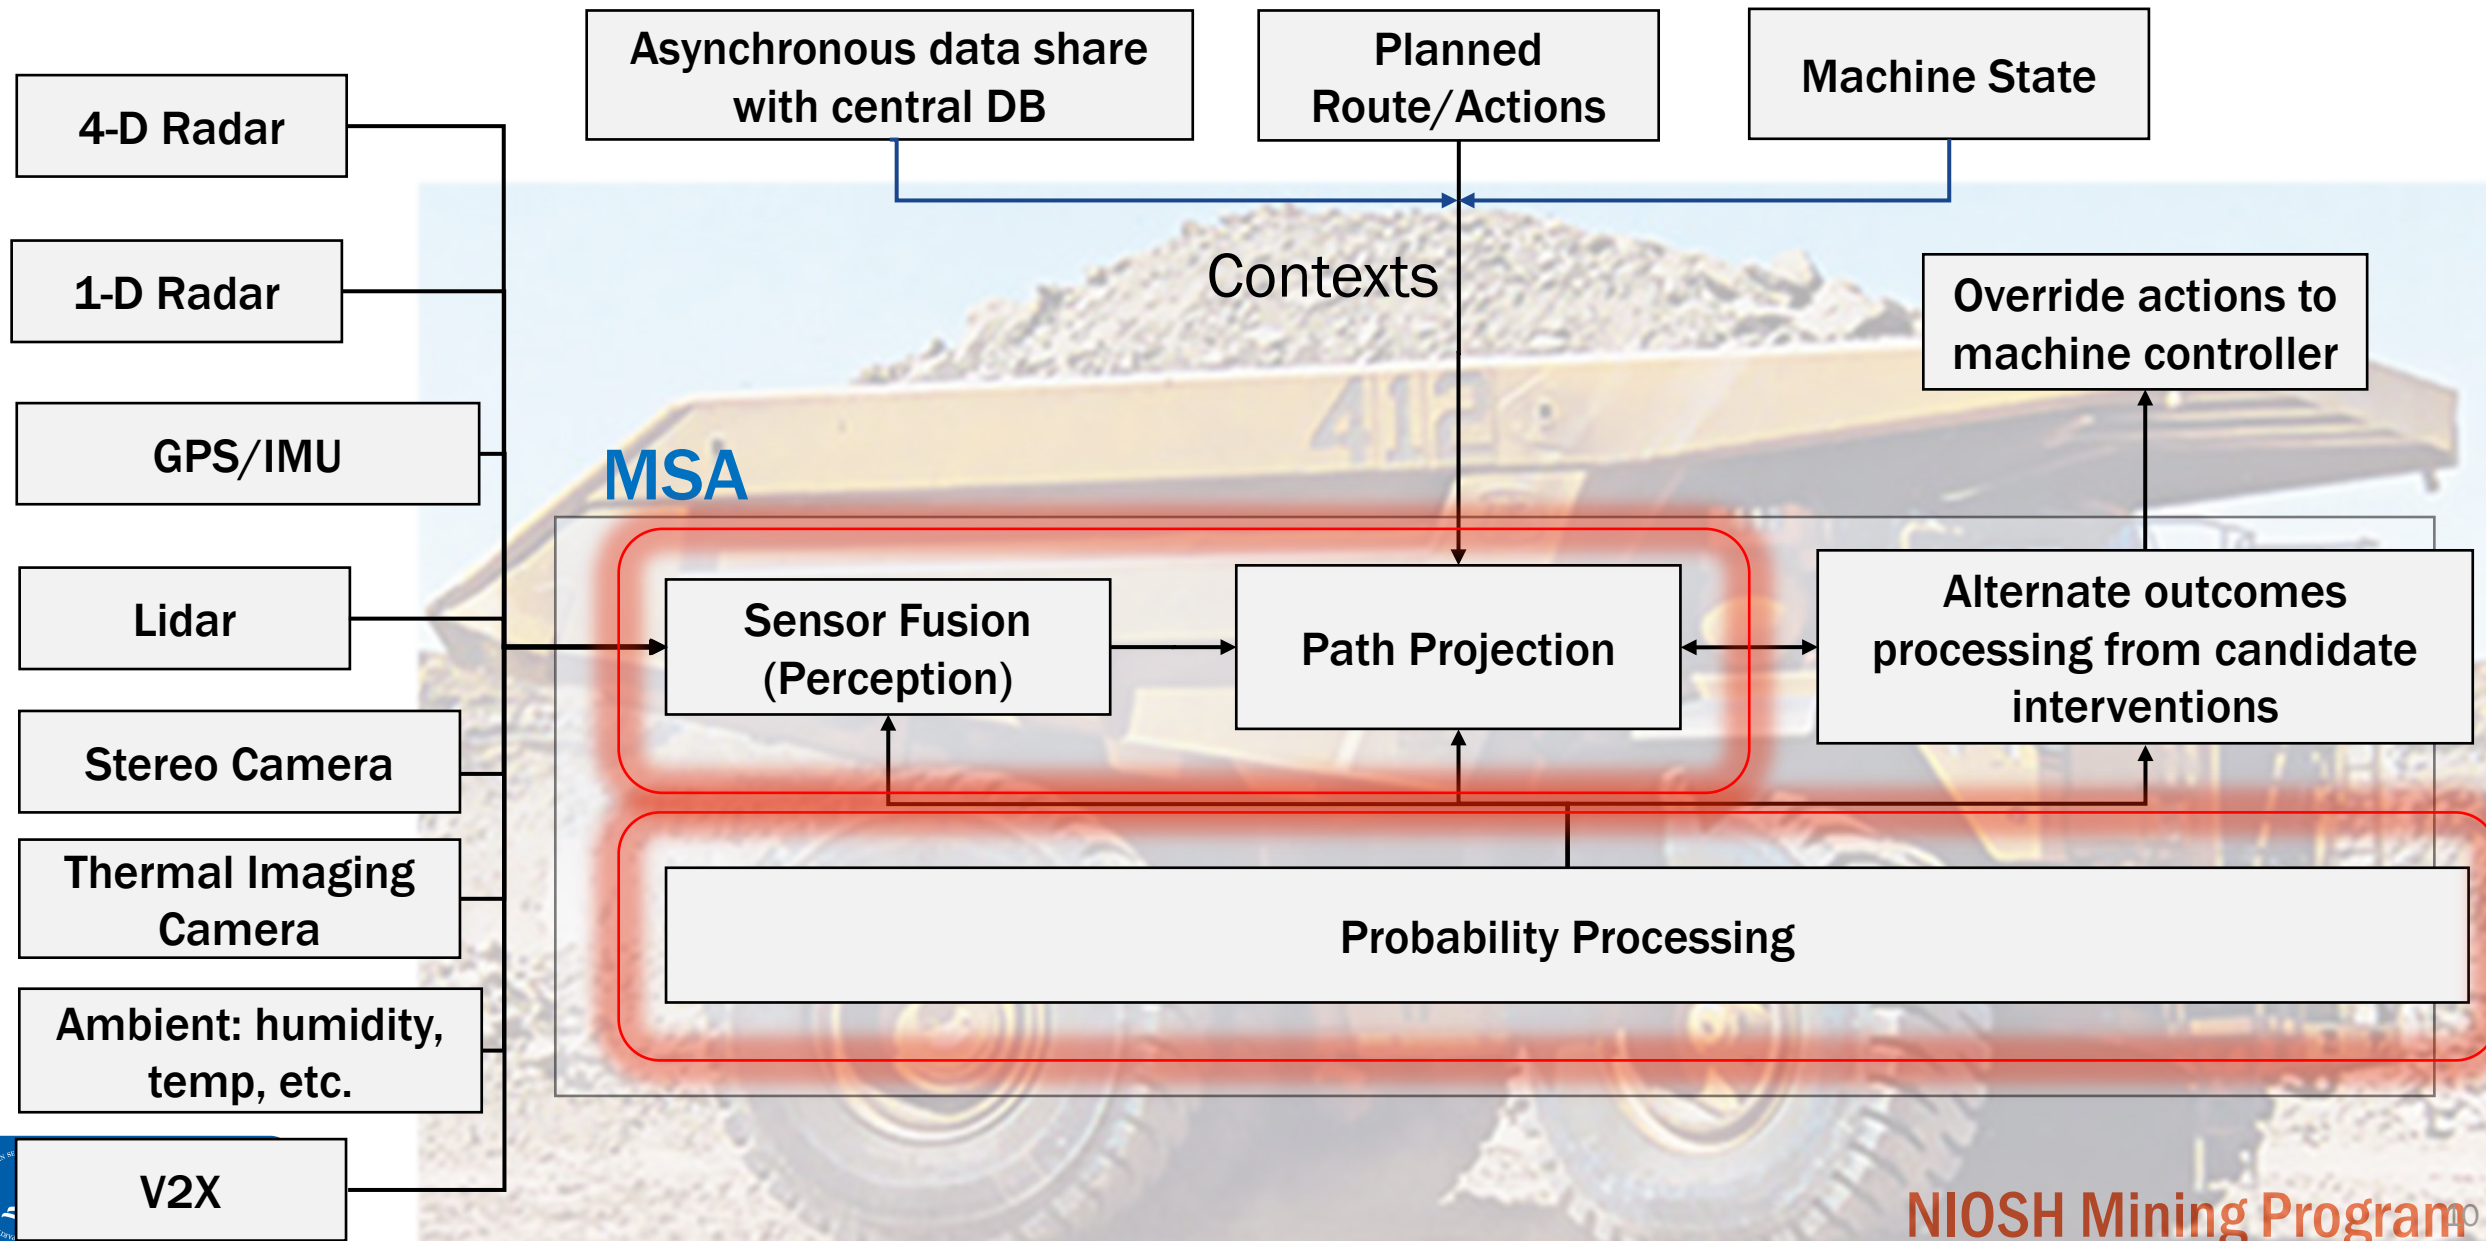 Asynchronous data share
with central DB
Planned
Route/Actions
Machine State
4-D Radar
1-D Radar
GPS/IMU
Lidar
Stereo Camera
Thermal Imaging
Camera
Ambient: humidity,
temp, etc.
V2X
Contexts
Override actions to
machine controller
412
MSA
Sensor Fusion
(Perception)
Path Projection
Alternate outcomes
processing from candidate
interventions
Probability Processing
NIOSH Mining Program
10